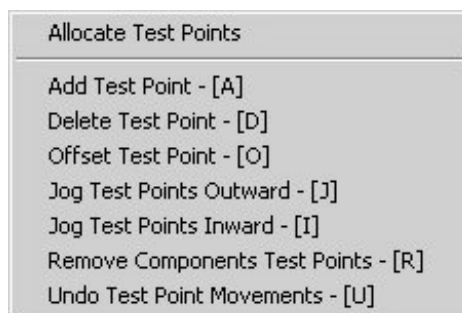 Allocate Test Points
Add Test Point - [A]
Delete Test Point - [D]
Offset Test Point - [O]
Jog Test Points Outward - [J]
Jog Test Points Inward - [I]
Remove Components Test Points - [R]
Undo Test Point Movements - [U]